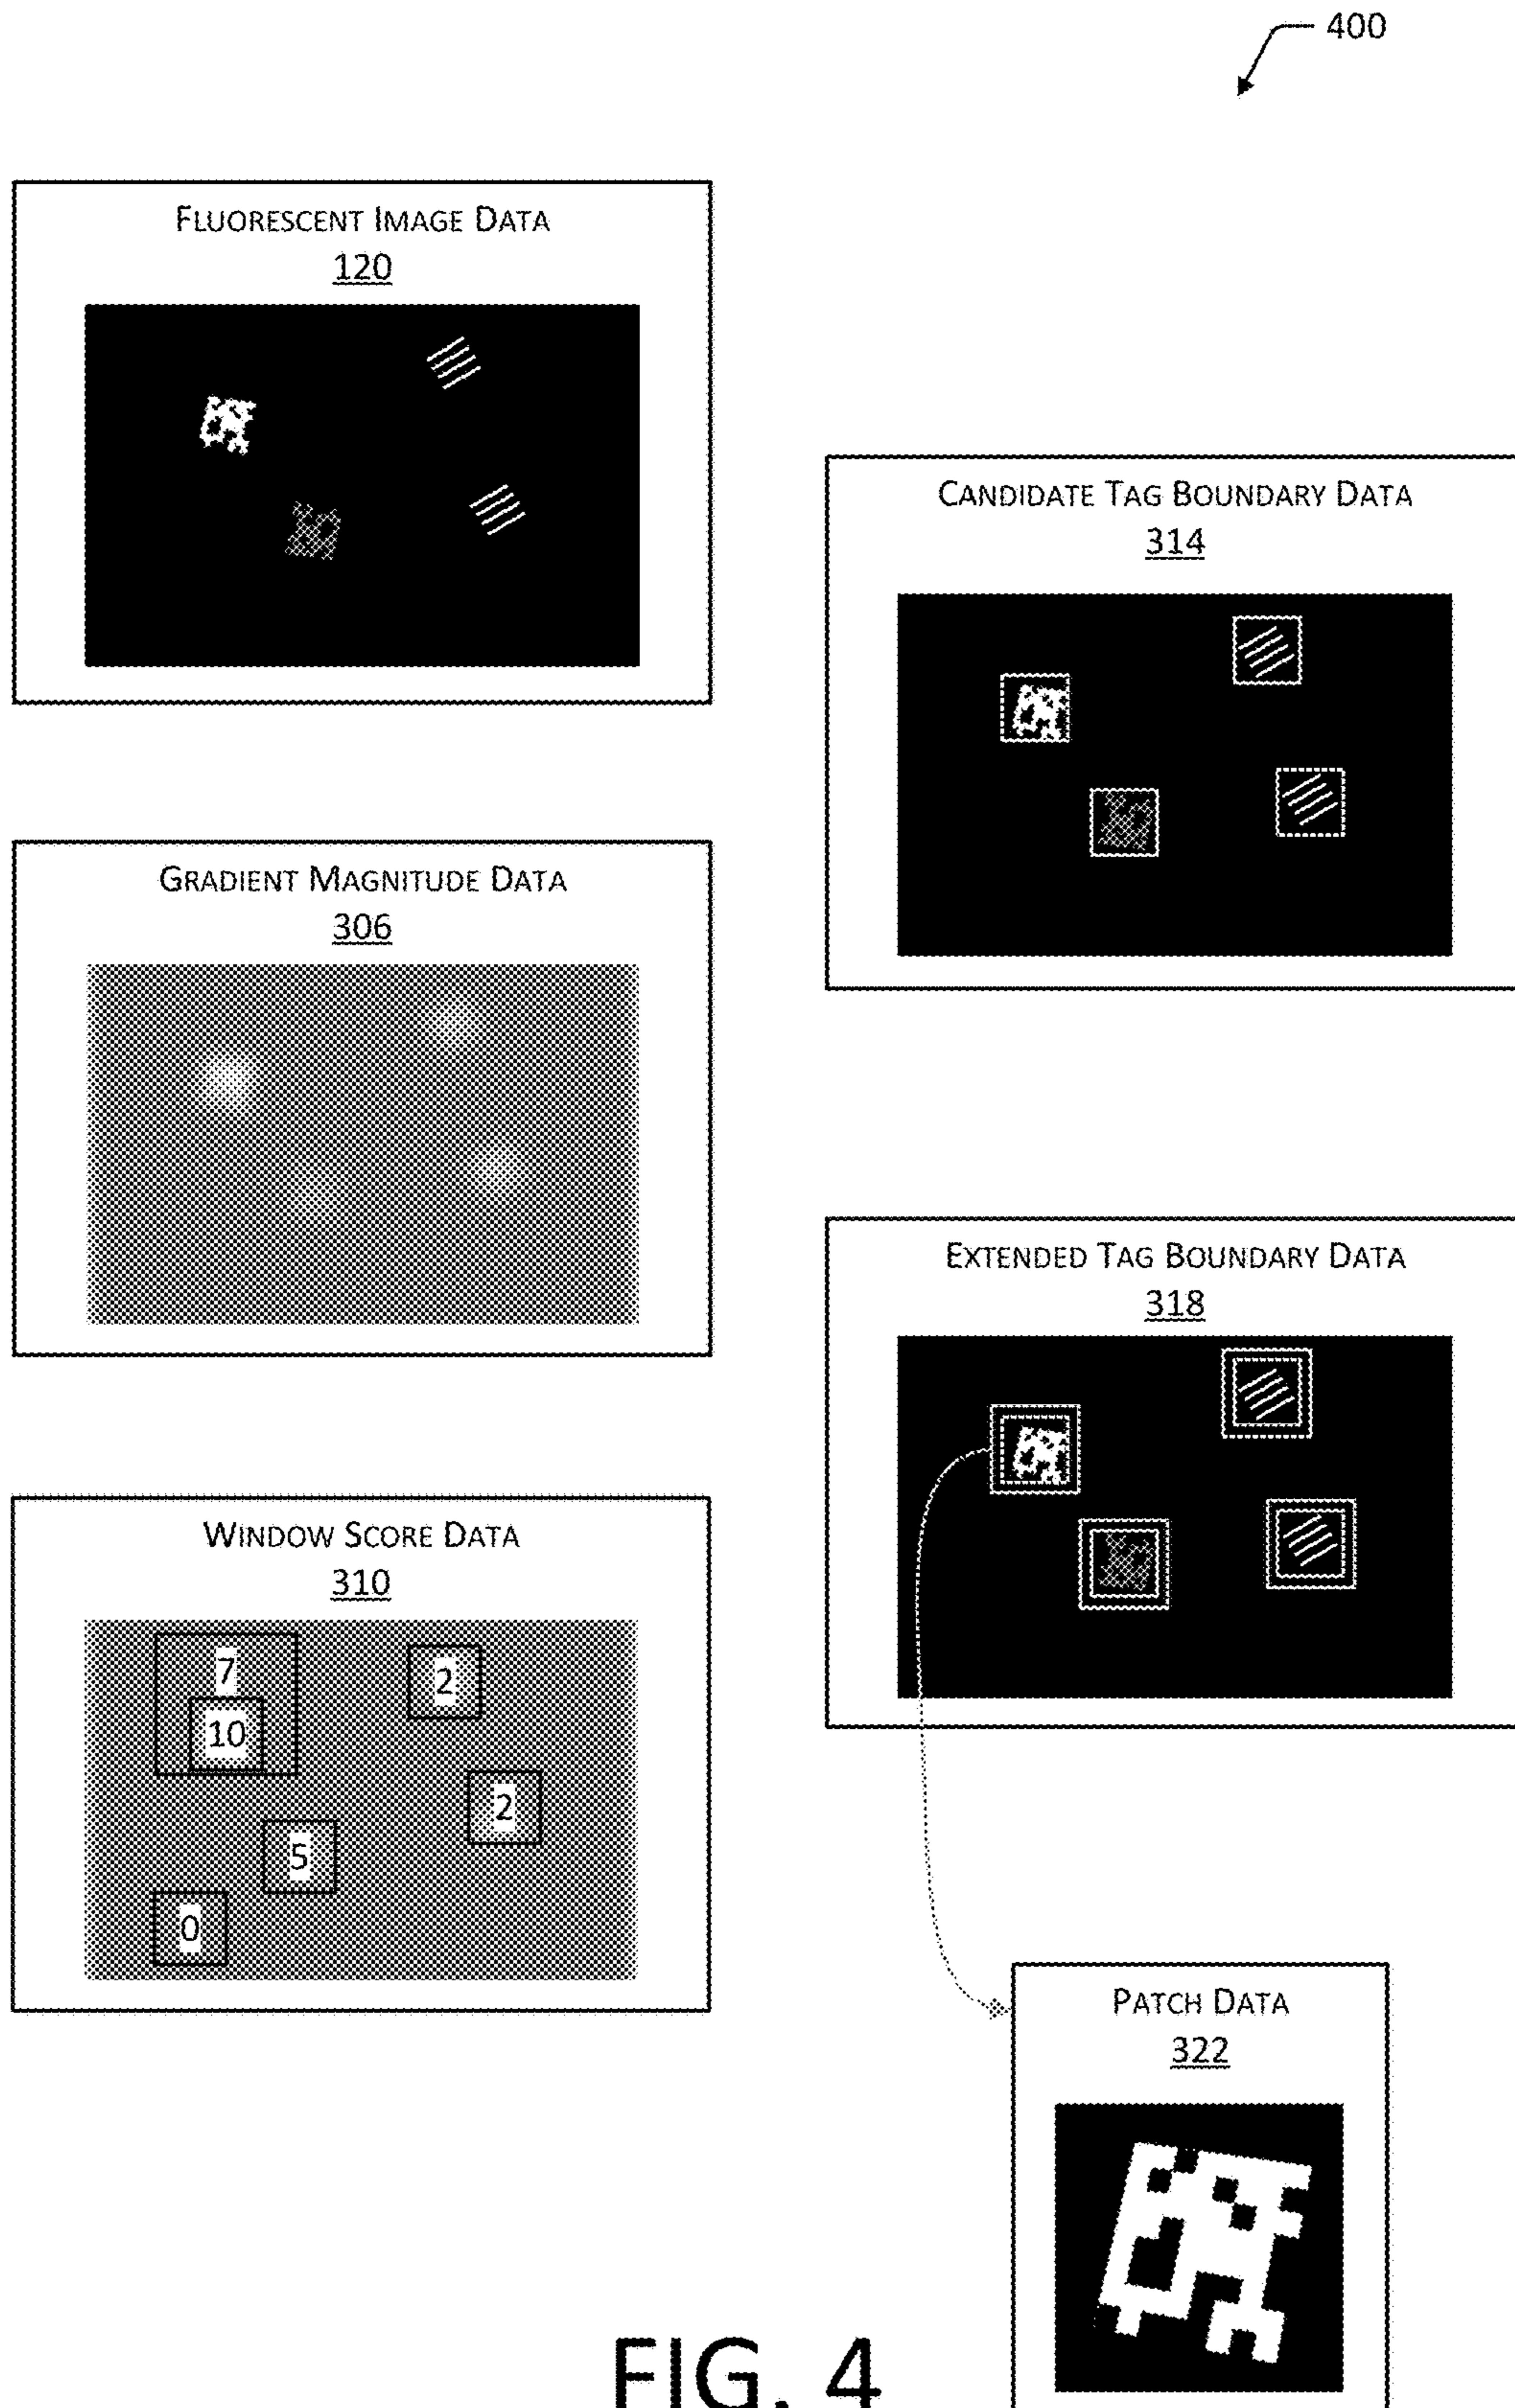 400
FLUORESCENT IMAGE DATA
120
CANDIDATE TAG BOUNDARY DATA
314
GRADIENT MAGNITUDE DATA
306
EXTENDED TAG BOUNDARY DATA
318
WINDOW SCORE DATA
310
7
2
10
2
5
0
PATCH DATA
322
FIG. 4